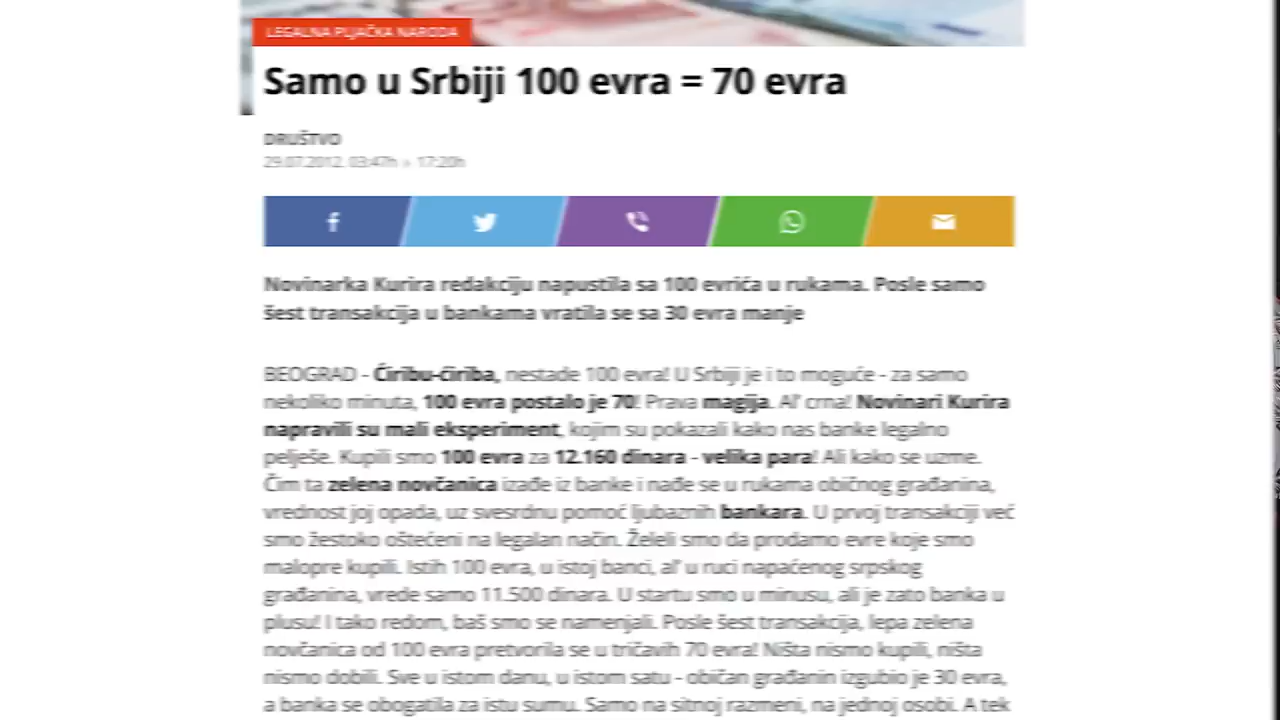 LEGALNA PLJAČKA NARODA
Samo u Srbiji 100 evra = 70 evra
DRUŠTVO
29.07.2012. 03:47h > 17:20h
Novinarka Kurira redakciju napustila sa 100 evrića u rukama. Posle samo
šest transakcija u bankama vratila se sa 30 evra manje
BEOGRAD - Ćiribu-ćiriba, nestade 100 evra! U Srbiji je i to moguće - za samo
nekoliko minuta, 100 evra postalo je 70! Prava magija. Al' crna! Novinari Kurira
napravili su mali eksperiment, kojim su pokazali kako nas banke legalno
pelješe. Kupili smo 100 evra za 12.160 dinara - velika para! Ali kako se uzme.
Čim ta zelena novčanica izađe iz banke i nađe se u rukama običnog građanina,
vrednost joj opada, uz svesrdnu pomoć ljubaznih bankara. U prvoj transakciji već
smo žestoko oštećeni na legalan način. Želeli smo da prodamo evre koje smo
malopre kupili. Istih 100 evra, u istoj banci, al' u ruci napaćenog srpskog
građanina, vrede samo 11.500 dinara. U startu smo u minusu, ali je zato banka u
plusu! I tako redom, baš smo se namenjali. Posle šest transakcija, lepa zelena
novčanica od 100 evra pretvorila se u tričavih 70 evra! Ništa nismo kupili, ništa
nismo dobili. Sve u istom danu, u istom satu - običan građanin izgubio je 30 evra,
a banka se obogatila za istu sumu. Samo na sitnoj razmeni, na jednoj osobi. A tek